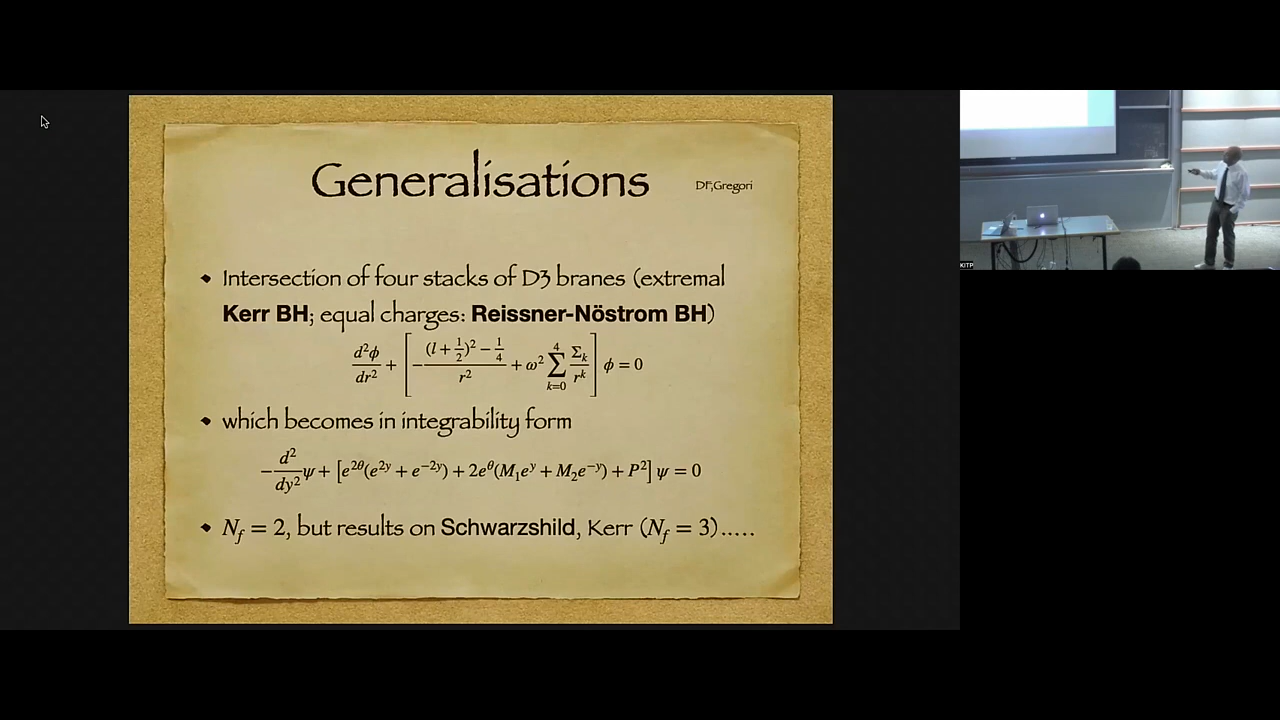 Generalisations
DF,Gregori
• Intersection of four stacks of D3 branes (extremal
Kerr BH; equal charges: Reissner-Nöstrom BH)
$\frac{d^2\phi}{dr^2} + \left[ -\frac{(l+\frac{1}{2})^2 - \frac{1}{4}}{r^2} + \omega^2 \sum_{k=0}^{4} \frac{\Sigma_k}{r^k} \right] \phi = 0$
• which becomes in integrability form
$-\frac{d^2}{dy^2}\psi + \left[ e^{2\theta}(e^{2y} + e^{-2y}) + 2e^{\theta}(M_1 e^{y} + M_2 e^{-y}) + P^2 \right] \psi = 0$
• $N_f = 2$, but results on Schwarzshild, Kerr ($N_f = 3$).....
KITP